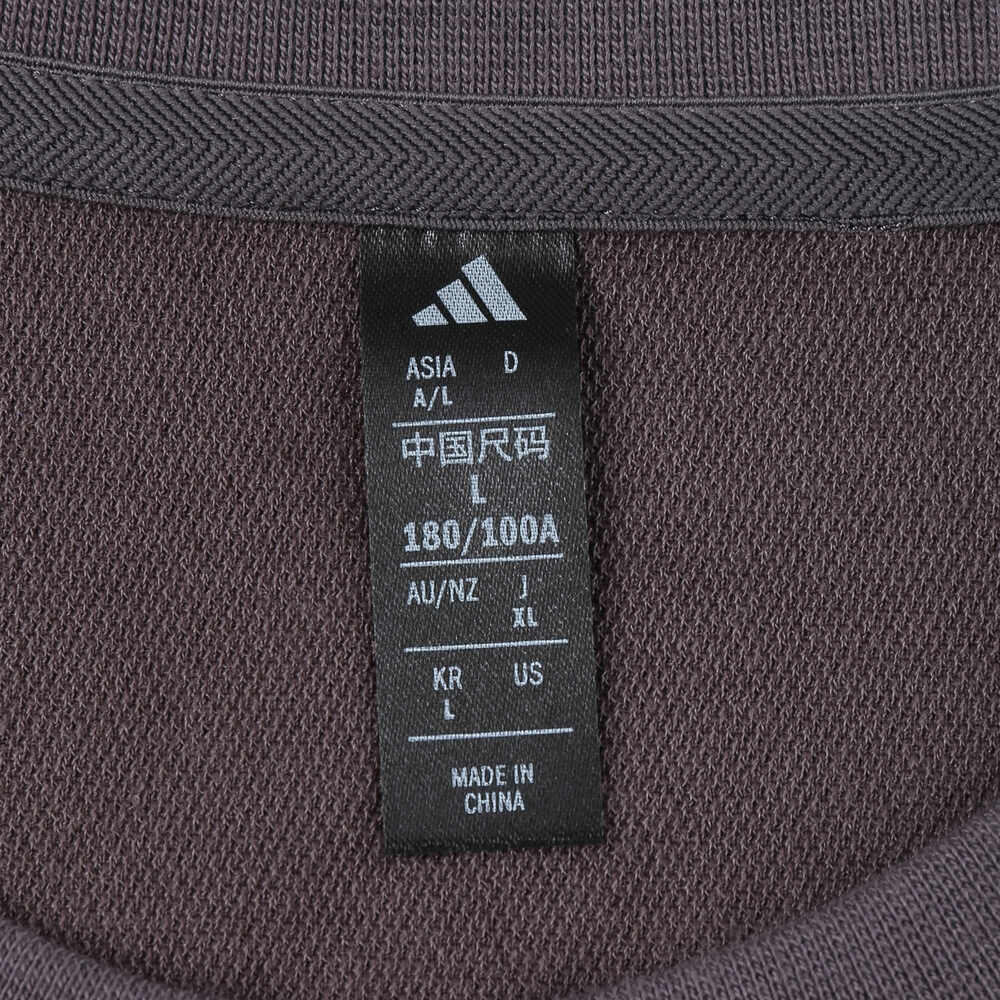 ASIA D
A/L
中国尺码
L
180/100A
AU/NZ J
XL
KR US
L
MADE IN
CHINA